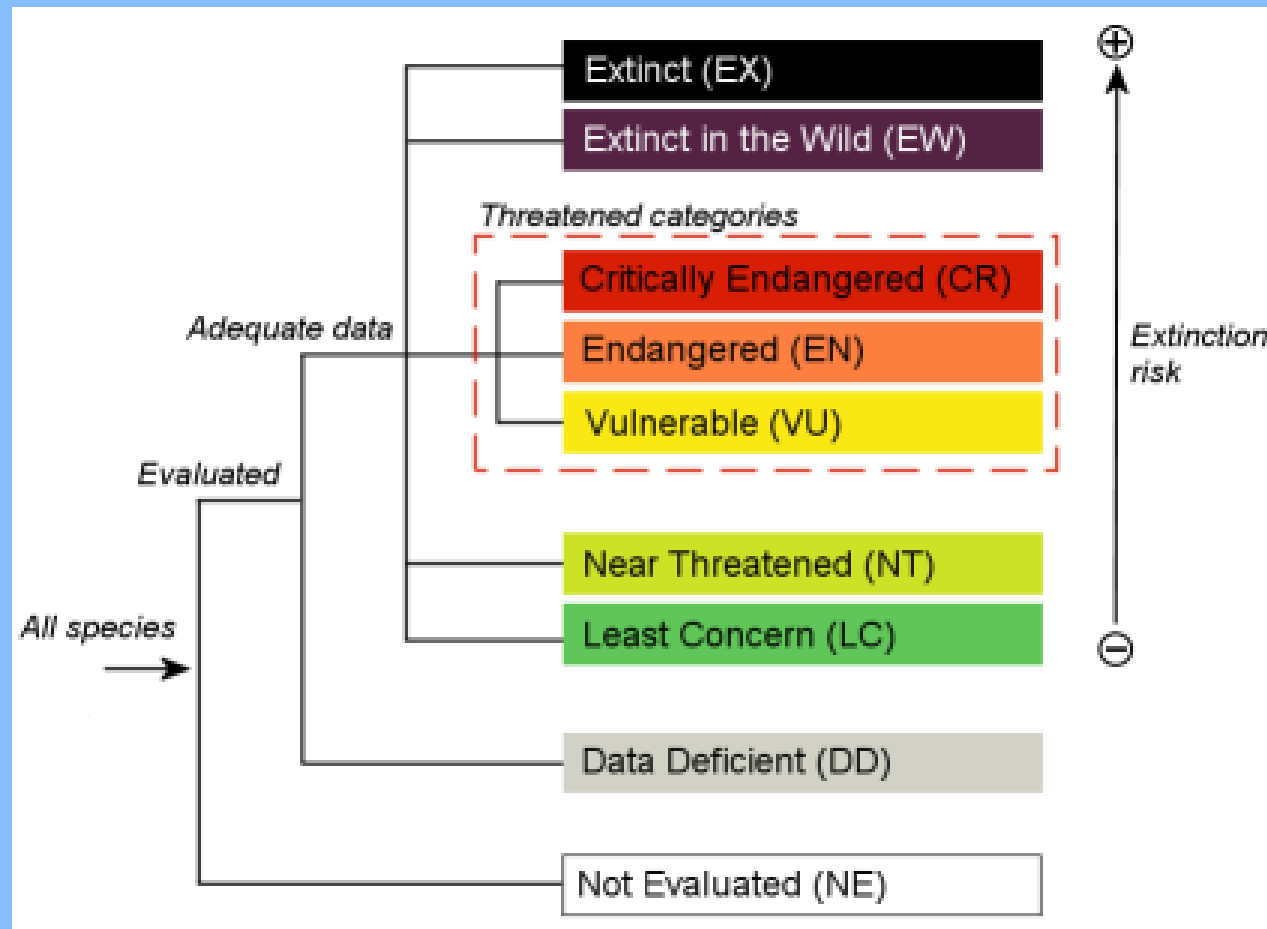 Extinct (EX)
Extinct in the Wild (EW)
Threatened categories
Critically Endangered (CR)
Adequate data
Endangered (EN)
Extinction
risk
Vulnerable (VU)
Evaluated
Near Threatened (NT)
All species
Least Concern (LC)
Data Deficient (DD)
Not Evaluated (NE)